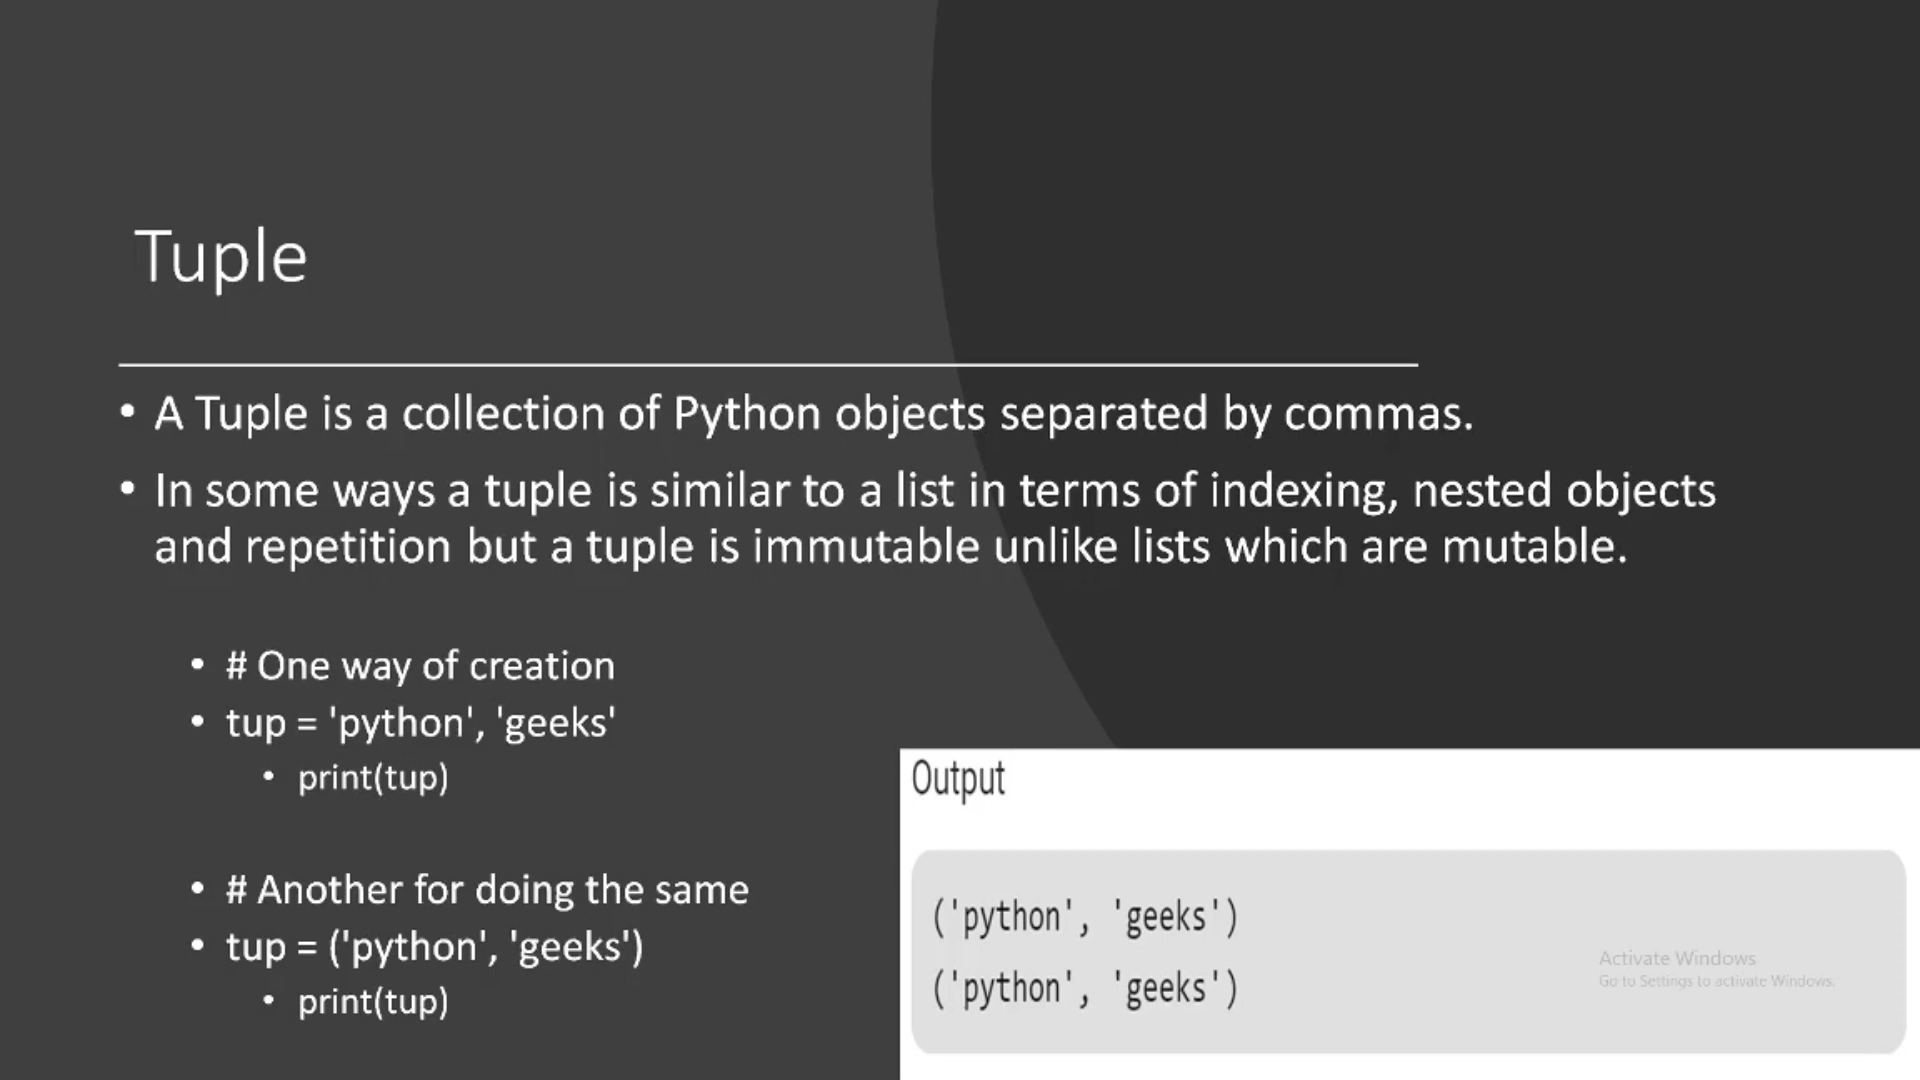 Tuple
• A Tuple is a collection of Python objects separated by commas.
• In some ways a tuple is similar to a list in terms of indexing, nested objects
and repetition but a tuple is immutable unlike lists which are mutable.
• # One way of creation
• tup = 'python', 'geeks'
• print(tup)
• # Another for doing the same
• tup = ('python', 'geeks')
• print(tup)
Output
('python', 'geeks')
('python', 'geeks')
Activate Windows
Go to Settings to activate Windows.